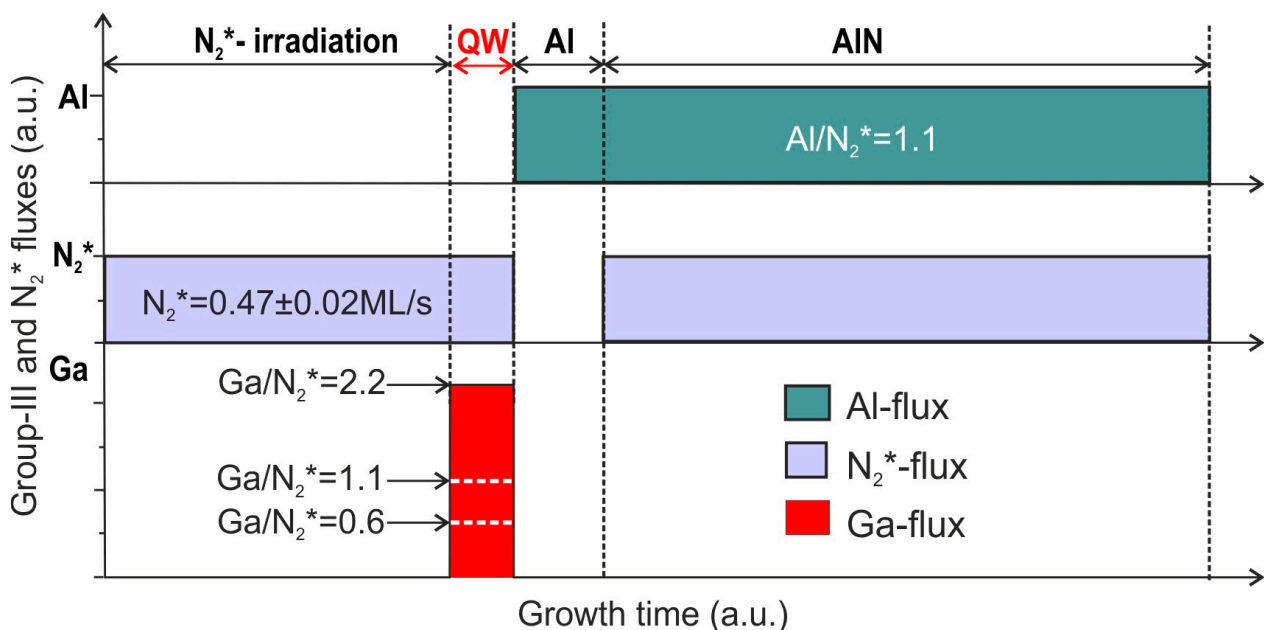 N₂*- irradiation
QW
Al
AlN
Group-III and N₂* fluxes (a.u.)
Al
Al/N₂*=1.1
N₂*
N₂*=0.47±0.02ML/s
Ga
Ga/N₂*=2.2
Ga/N₂*=1.1
Ga/N₂*=0.6
Al-flux
N₂*-flux
Ga-flux
Growth time (a.u.)